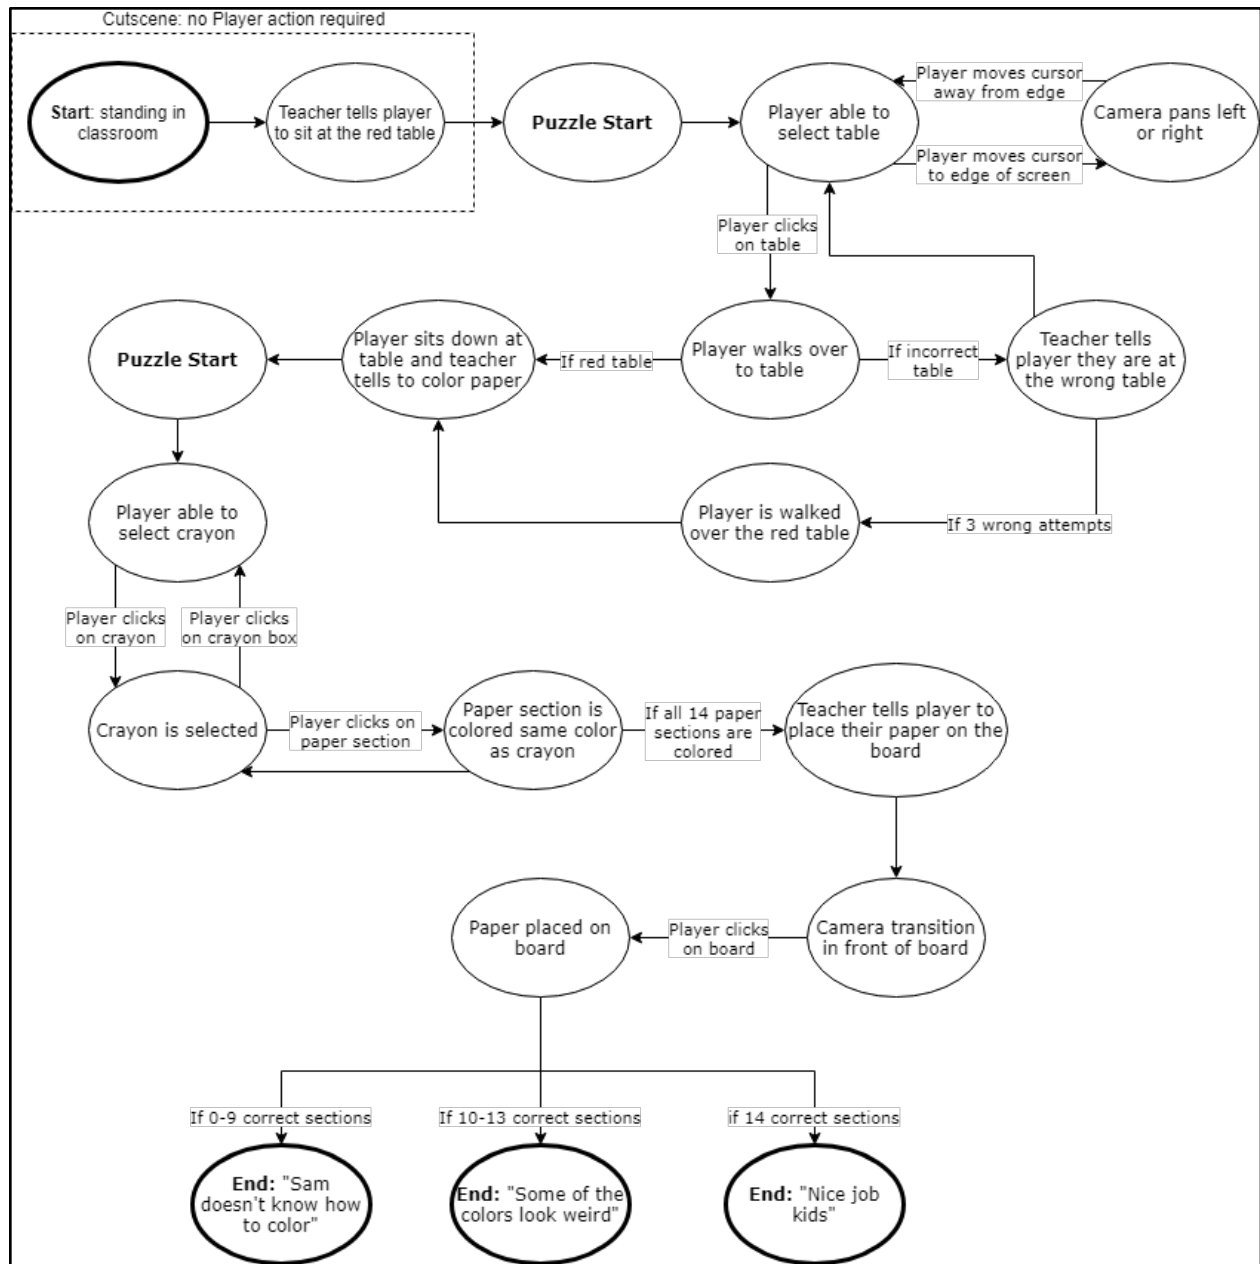 Cutscene: no Player action required
Start: standing in
classroom
Teacher tells player
to sit at the red table
Puzzle Start
Player able to
select table
Player moves cursor
away from edge
Player moves cursor
to edge of screen
Camera pans left
or right
Player clicks
on table
Puzzle Start
Player sits down at
table and teacher
tells to color paper
If red table
Player walks over
to table
If incorrect
table
Teacher tells
player they are at
the wrong table
Player able to
select crayon
Player is walked
over the red table
If 3 wrong attempts
Player clicks
on crayon
Player clicks
on crayon box
Crayon is selected
Player clicks on
paper section
Paper section is
colored same color
as crayon
If all 14 paper
sections are
colored
Teacher tells player to
place their paper on the
board
Paper placed on
board
Player clicks
on board
Camera transition
in front of board
If 0-9 correct sections
If 10-13 correct sections
if 14 correct sections
End: "Sam
doesn't know how
to color"
End: "Some of the
colors look weird"
End: "Nice job
kids"